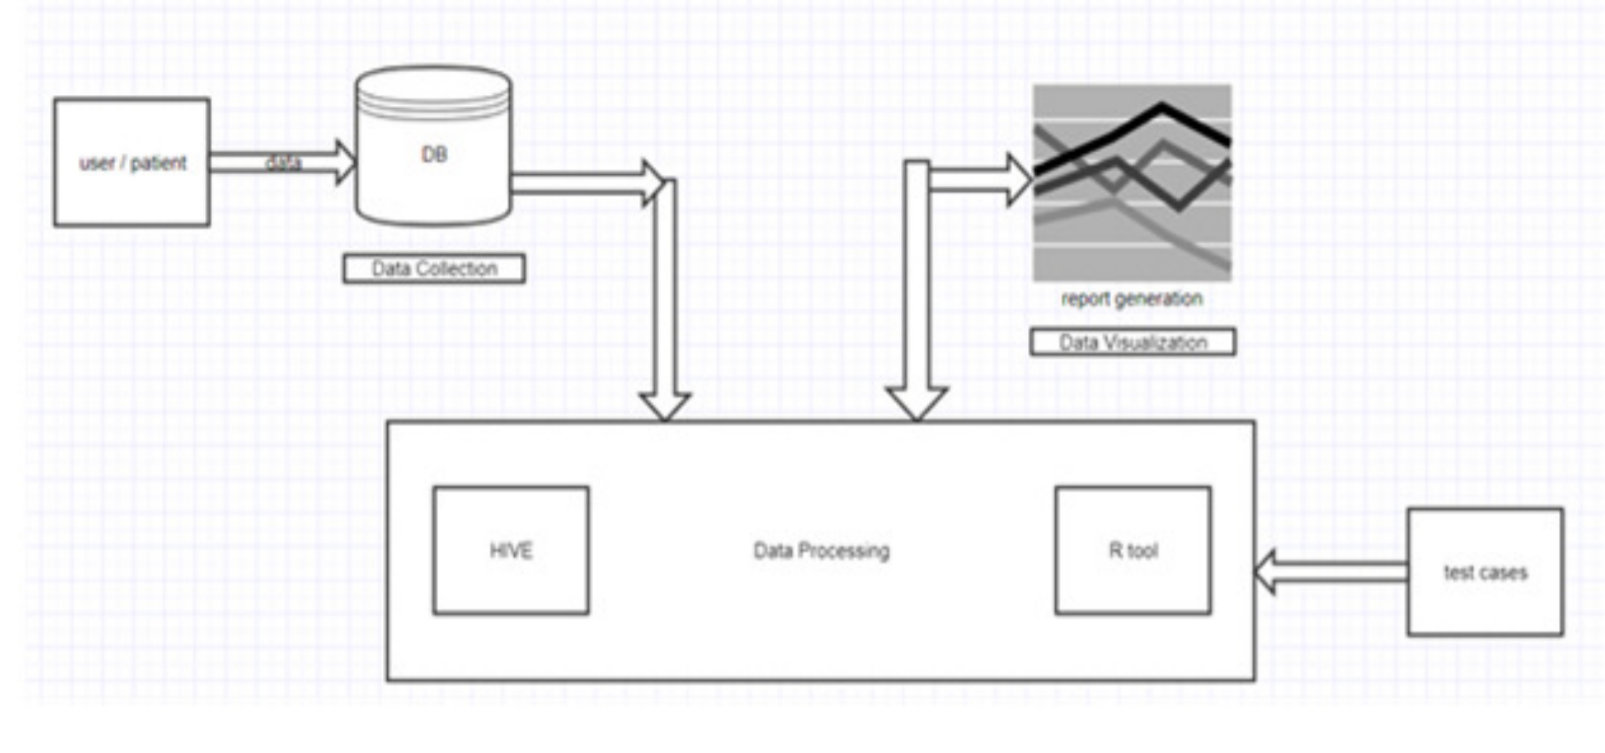 user / patient
data
DB
Data Collection
report generation
Data Visualization
HIVE
Data Processing
R tool
test cases